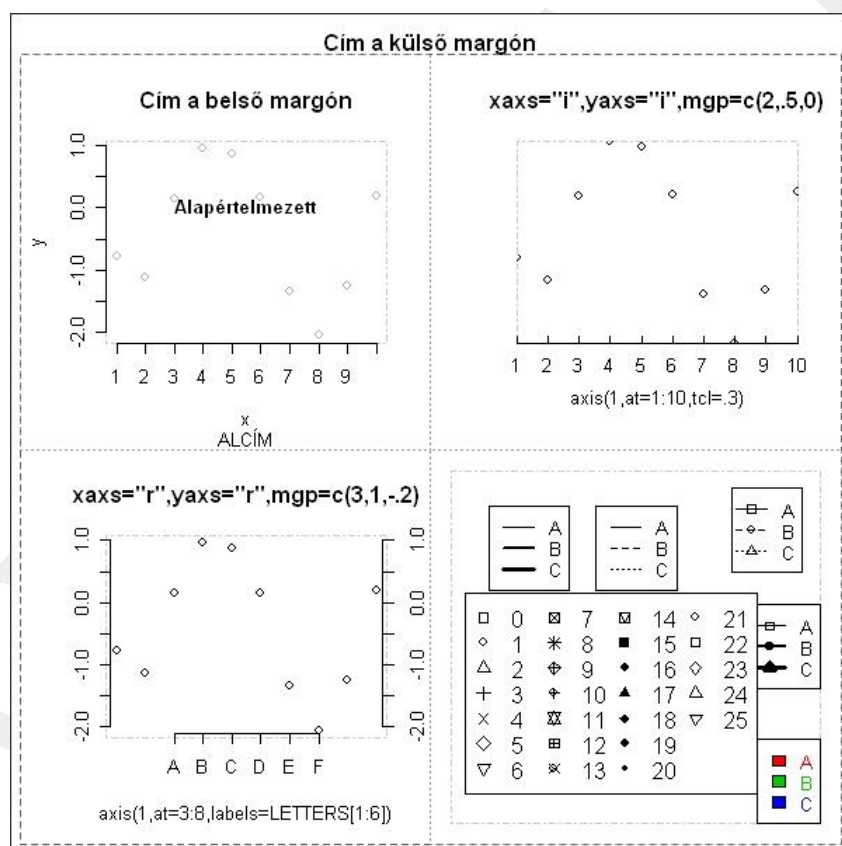 Cím a külső margón
Cím a belső margón
1.0
0.0
-1.0
-2.0
y
Alapértelmezett
1 2 3 4 5 6 7 8 9
x
ALCÍM
xaxs="i",yaxs="i",mgp=c(2,.5,0)
1 2 3 4 5 6 7 8 9 10
axis(1,at=1:10,tcl=.3)
xaxs="r",yaxs="r",mgp=c(3,1,-.2)
1.0
0.0
-1.0
-2.0
1.0
0.0
-1.0
-2.0
A B C D E F
axis(1,at=3:8,labels=LETTERS[1:6])
A
B
C
A
B
C
A
B
C
0 7 14 21
1 8 15 22
2 9 16 23
3 10 17 24
4 11 18 25
5 12 19
6 13 20
A
B
C
A
B
C